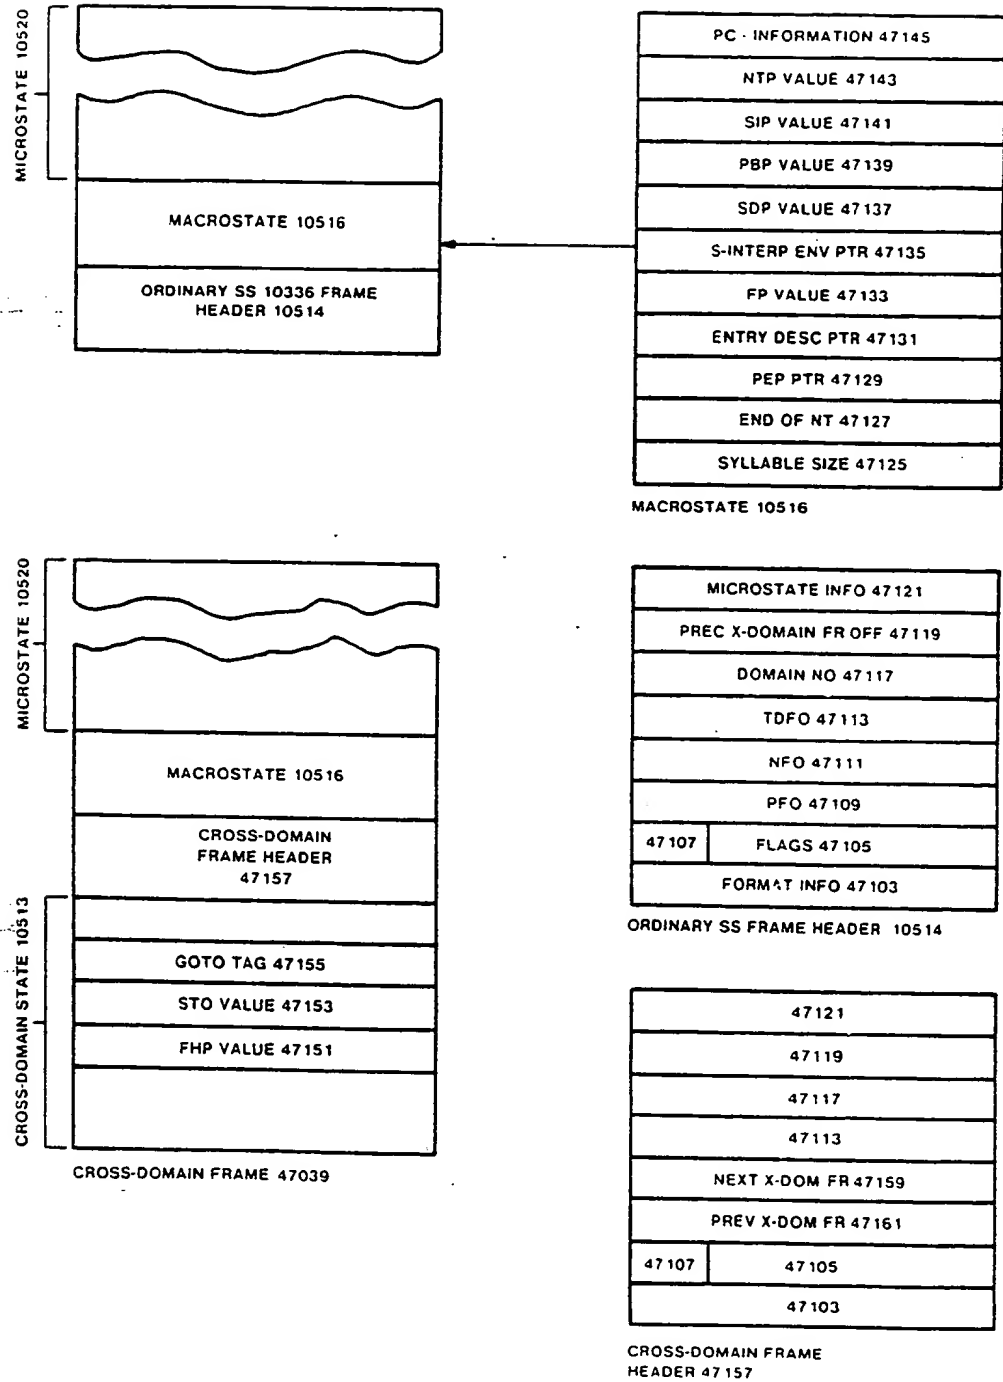 MICROSTATE 10520
MACROSTATE 10516
ORDINARY SS 10336 FRAME
HEADER 10514
PC - INFORMATION 47145
NTP VALUE 47143
SIP VALUE 47141
PBP VALUE 47139
SDP VALUE 47137
S-INTERP ENV PTR 47135
FP VALUE 47133
ENTRY DESC PTR 47131
PEP PTR 47129
END OF NT 47127
SYLLABLE SIZE 47125
MACROSTATE 10516
MICROSTATE 10520
MACROSTATE 10516
CROSS-DOMAIN
FRAME HEADER
47157
CROSS-DOMAIN STATE 10513
GOTO TAG 47155
STO VALUE 47153
FHP VALUE 47151
CROSS-DOMAIN FRAME 47039
MICROSTATE INFO 47121
PREC X-DOMAIN FR OFF 47119
DOMAIN NO 47117
TDFO 47113
NFO 47111
PFO 47109
47107 FLAGS 47105
FORMAT INFO 47103
ORDINARY SS FRAME HEADER 10514
47121
47119
47117
47113
NEXT X-DOM FR 47159
PREV X-DOM FR 47161
47107 47105
47103
CROSS-DOMAIN FRAME
HEADER 47157